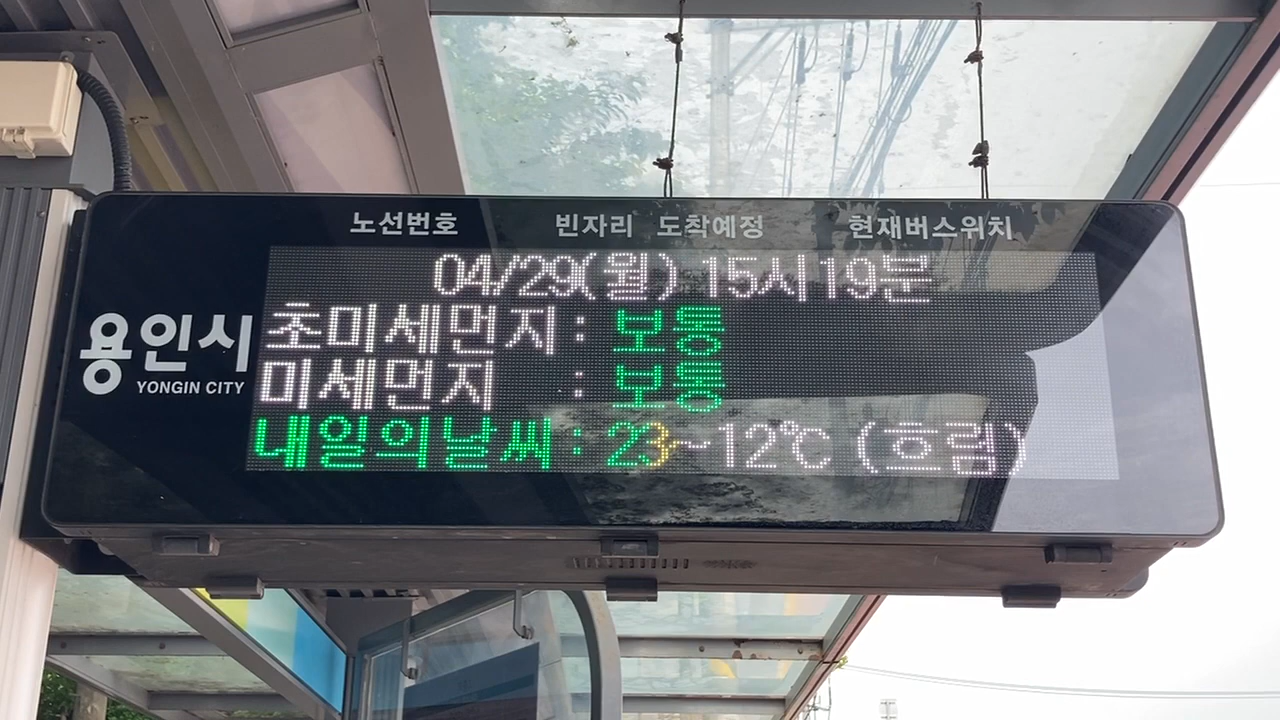 노선번호 빈자리 도착예정 현재버스위치
04/29(월) 15시19분
용인시
YONGIN CITY
초미세먼지 : 보통
미세먼지 : 보통
내일의날씨 : 23~12℃ (흐림)